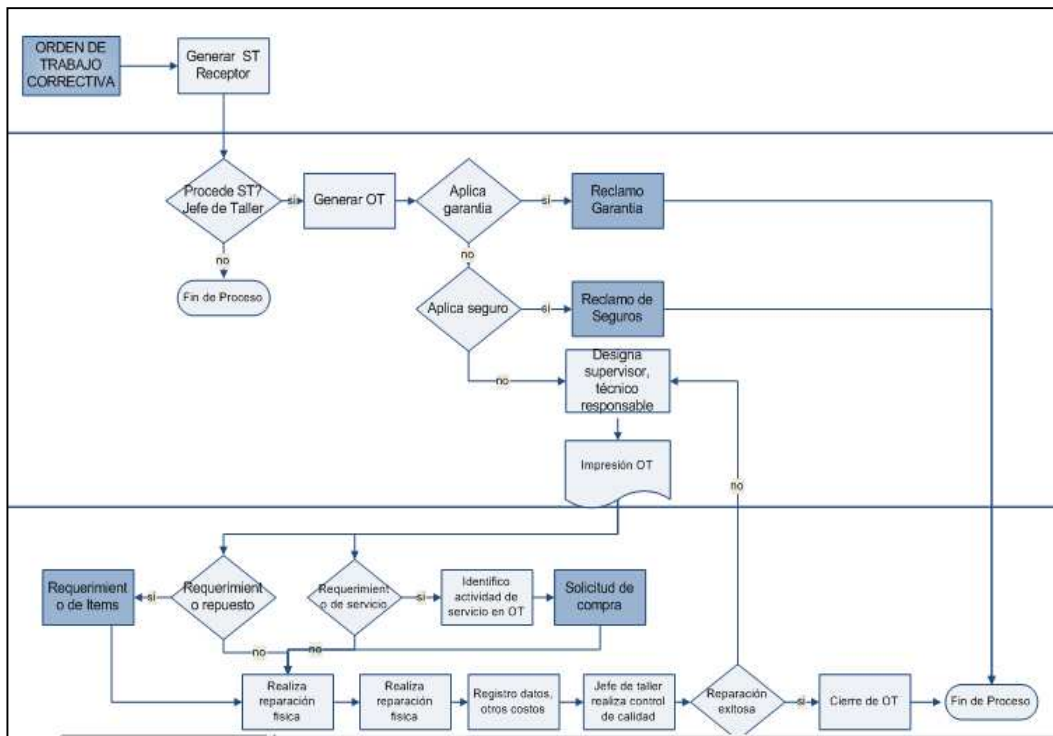 ORDEN DE
TRABAJO
CORRECTIVA
Generar ST
Receptor
Procede ST?
Jefe de Taller
si
Generar OT
Aplica
garantia
si
Reclamo
Garantia
no
no
Fin de Proceso
Aplica seguro
si
Reclamo de
Seguros
no
Designa
supervisor,
técnico
responsable
Impresión OT
no
Requerimient
o de Items
si
Requerimient
o repuesto
Requerimient
o de servicio
si
Identifico
actividad de
servicio en OT
Solicitud de
compra
no
no
Realiza
reparación
fisica
Realiza
reparación
fisica
Registro datos,
otros costos
Jefe de taller
realiza control
de calidad
Reparación
exitosa
si
Cierre de OT
Fin de Proceso